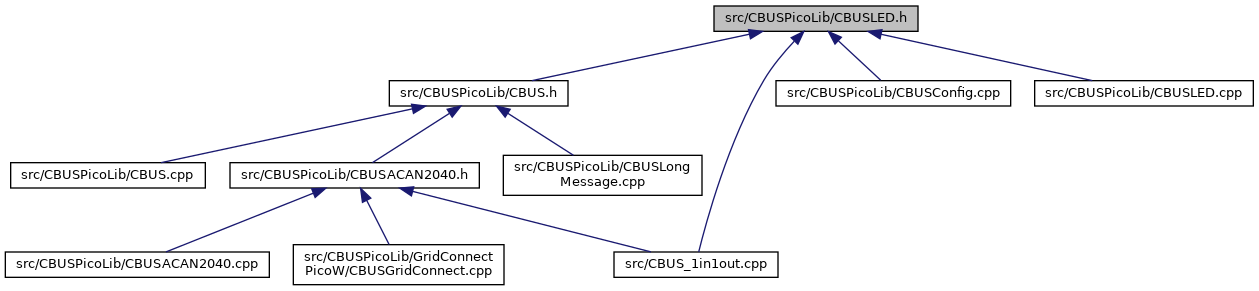 src/CBUSPicoLib/CBUSLED.h
src/CBUSPicoLib/CBUS.h
src/CBUSPicoLib/CBUSConfig.cpp
src/CBUSPicoLib/CBUSLED.cpp
src/CBUSPicoLib/CBUS.cpp
src/CBUSPicoLib/CBUSACAN2040.h
src/CBUSPicoLib/CBUSLong
Message.cpp
src/CBUSPicoLib/CBUSACAN2040.cpp
src/CBUSPicoLib/GridConnect
PicoW/CBUSGridConnect.cpp
src/CBUS_1in1out.cpp